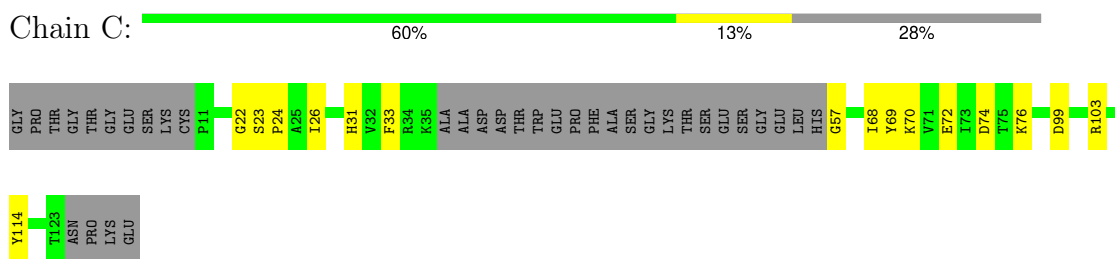 Chain C:
60% 13% 28%
GLY PRO THR GLY THR GLY GLU SER LYS CYS P11 G22 S23 P24 A25 I26 H31 V32 F33 R34 K35 ALA ALA ASP ASP THR TRP GLU PRO PHE ALA SER GLY LYS THR SER GLU SER GLY GLU LEU HIS G57 I68 Y69 K70 V71 E72 I73 D74 T75 K76 D99 R103
Y114 T123 ASN PRO LYS GLU